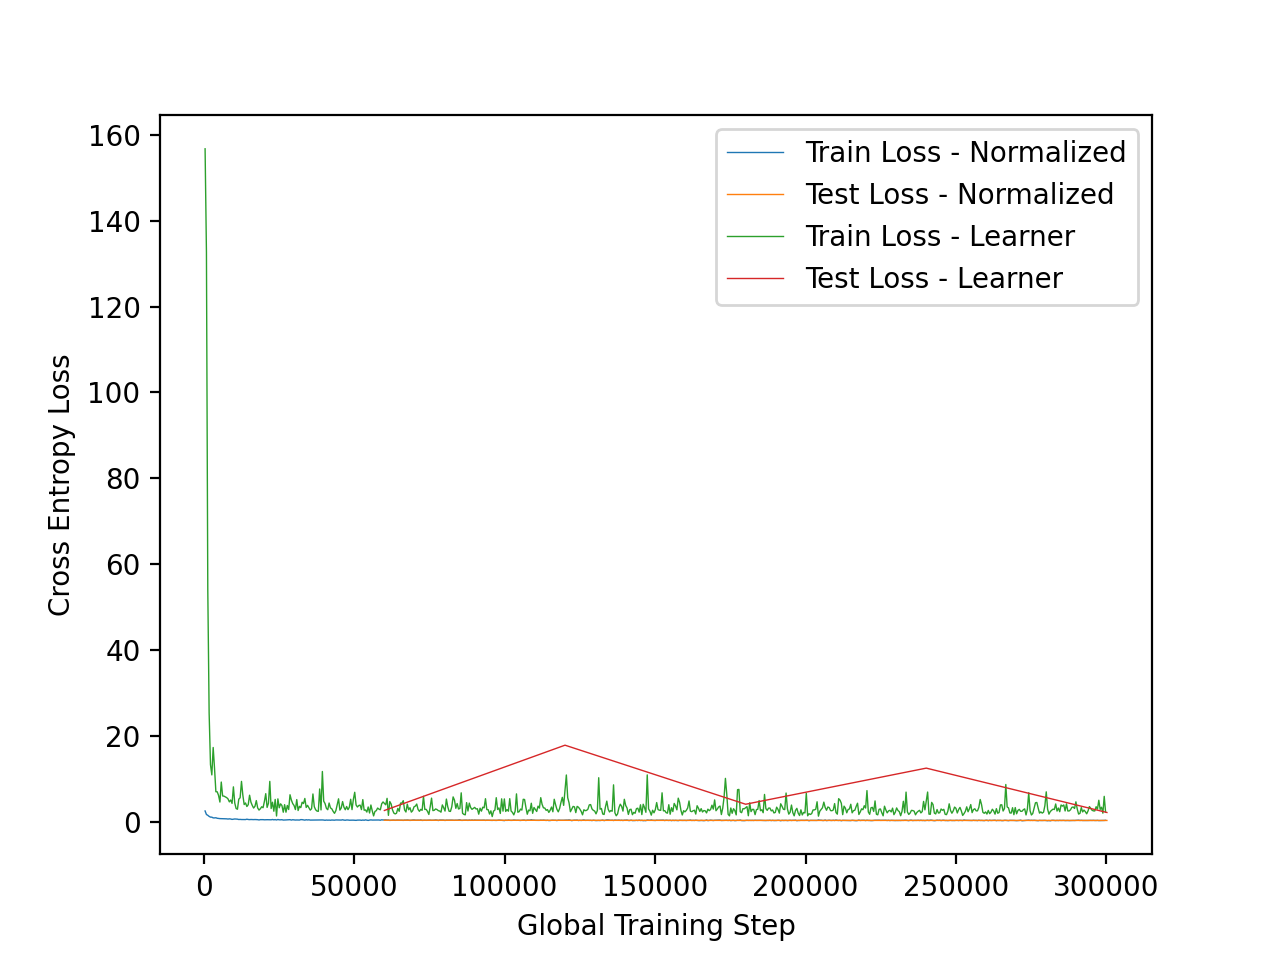 160
140
120
100
80
60
40
20
0
Cross Entropy Loss
Train Loss - Normalized
Test Loss - Normalized
Train Loss - Learner
Test Loss - Learner
0 50000 100000 150000 200000 250000 300000
Global Training Step